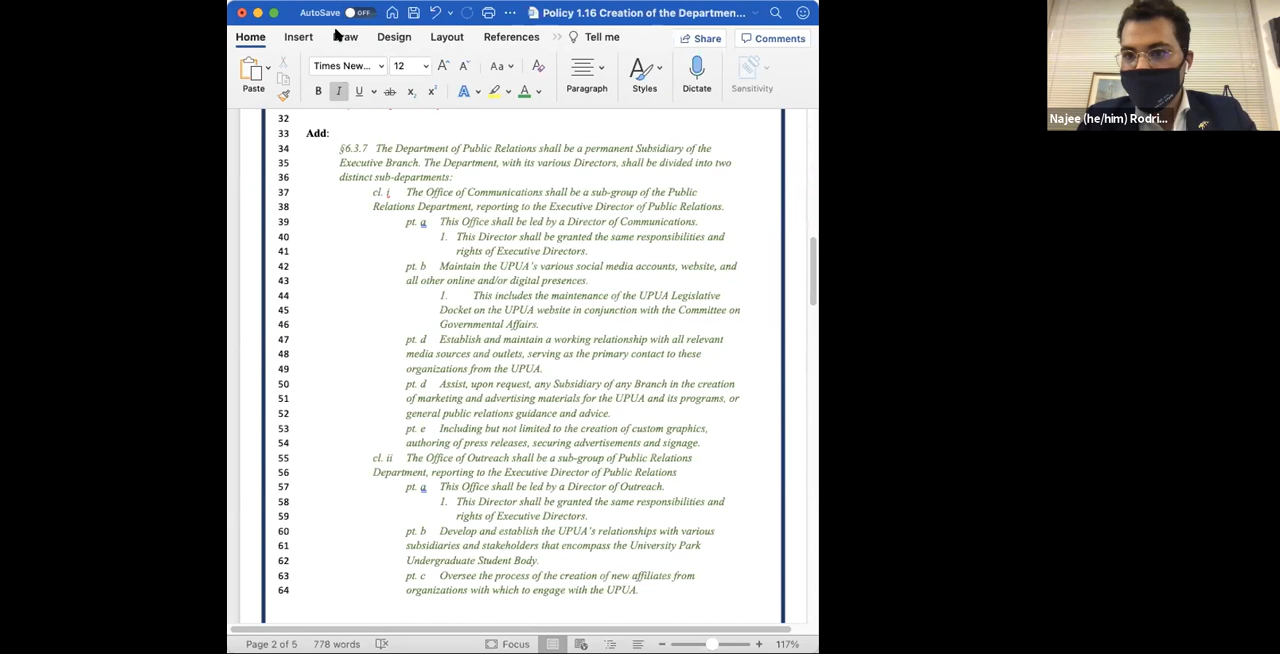 AutoSave OFF Policy 1.16 Creation of the Departmen...
Home Insert Draw Design Layout References Tell me Share Comments
Times New... 12 Aa
Paste B I U ab x₂ x² A A Paragraph Styles Dictate Sensitivity
32
33 Add:
34 §6.3.7 The Department of Public Relations shall be a permanent Subsidiary of the
35 Executive Branch. The Department, with its various Directors, shall be divided into two
36 distinct sub-departments:
37 cl. i The Office of Communications shall be a sub-group of the Public
38 Relations Department, reporting to the Executive Director of Public Relations.
39 pt. a This Office shall be led by a Director of Communications.
40 1. This Director shall be granted the same responsibilities and
41 rights of Executive Directors.
42 pt. b Maintain the UPUA's various social media accounts, website, and
43 all other online and/or digital presences.
44 1. This includes the maintenance of the UPUA Legislative
45 Docket on the UPUA website in conjunction with the Committee on
46 Governmental Affairs.
47 pt. d Establish and maintain a working relationship with all relevant
48 media sources and outlets, serving as the primary contact to these
49 organizations from the UPUA.
50 pt. d Assist, upon request, any Subsidiary of any Branch in the creation
51 of marketing and advertising materials for the UPUA and its programs, or
52 general public relations guidance and advice.
53 pt. e Including but not limited to the creation of custom graphics,
54 authoring of press releases, securing advertisements and signage.
55 cl. ii The Office of Outreach shall be a sub-group of Public Relations
56 Department, reporting to the Executive Director of Public Relations
57 pt. a This Office shall be led by a Director of Outreach.
58 1. This Director shall be granted the same responsibilities and
59 rights of Executive Directors.
60 pt. b Develop and establish the UPUA's relationships with various
61 subsidiaries and stakeholders that encompass the University Park
62 Undergraduate Student Body.
63 pt. c Oversee the process of the creation of new affiliates from
64 organizations with which to engage with the UPUA.
Page 2 of 5 778 words Focus 117%
Najee (he/him) Rodri...